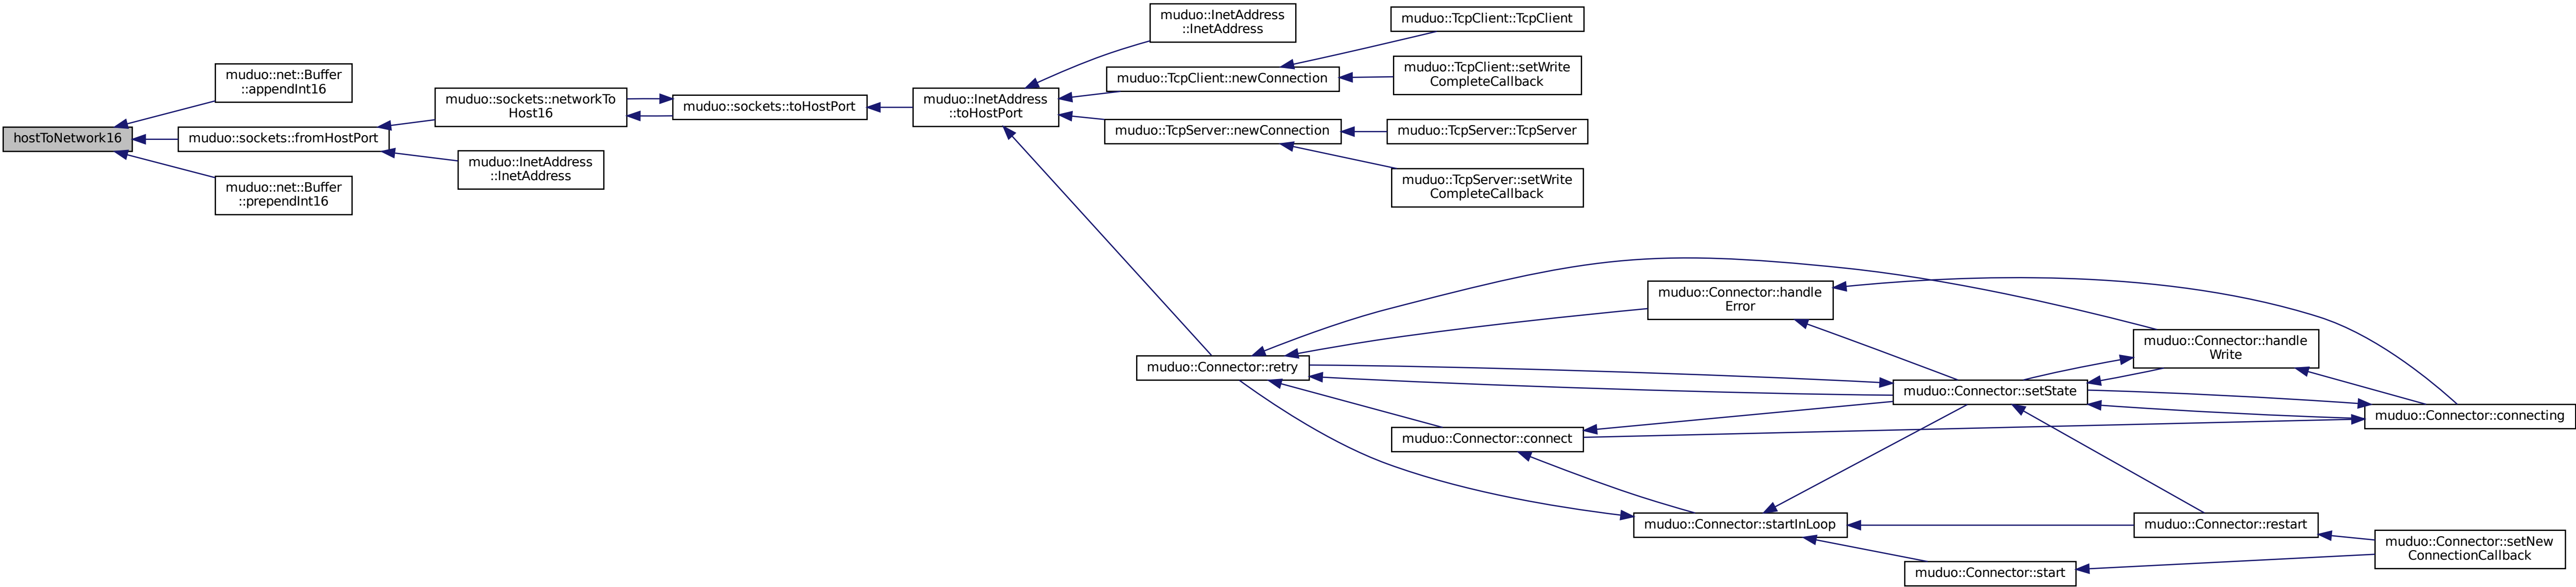 hostToNetwork16
muduo::net::Buffer
::appendInt16
muduo::sockets::fromHostPort
muduo::net::Buffer
::prependInt16
muduo::sockets::networkTo
Host16
muduo::InetAddress
::InetAddress
muduo::sockets::toHostPort
muduo::InetAddress
::toHostPort
muduo::InetAddress
::InetAddress
muduo::TcpClient::newConnection
muduo::TcpServer::newConnection
muduo::TcpClient::TcpClient
muduo::TcpClient::setWrite
CompleteCallback
muduo::TcpServer::TcpServer
muduo::TcpServer::setWrite
CompleteCallback
muduo::Connector::retry
muduo::Connector::handle
Error
muduo::Connector::connect
muduo::Connector::startInLoop
muduo::Connector::setState
muduo::Connector::handle
Write
muduo::Connector::connecting
muduo::Connector::restart
muduo::Connector::start
muduo::Connector::setNew
ConnectionCallback